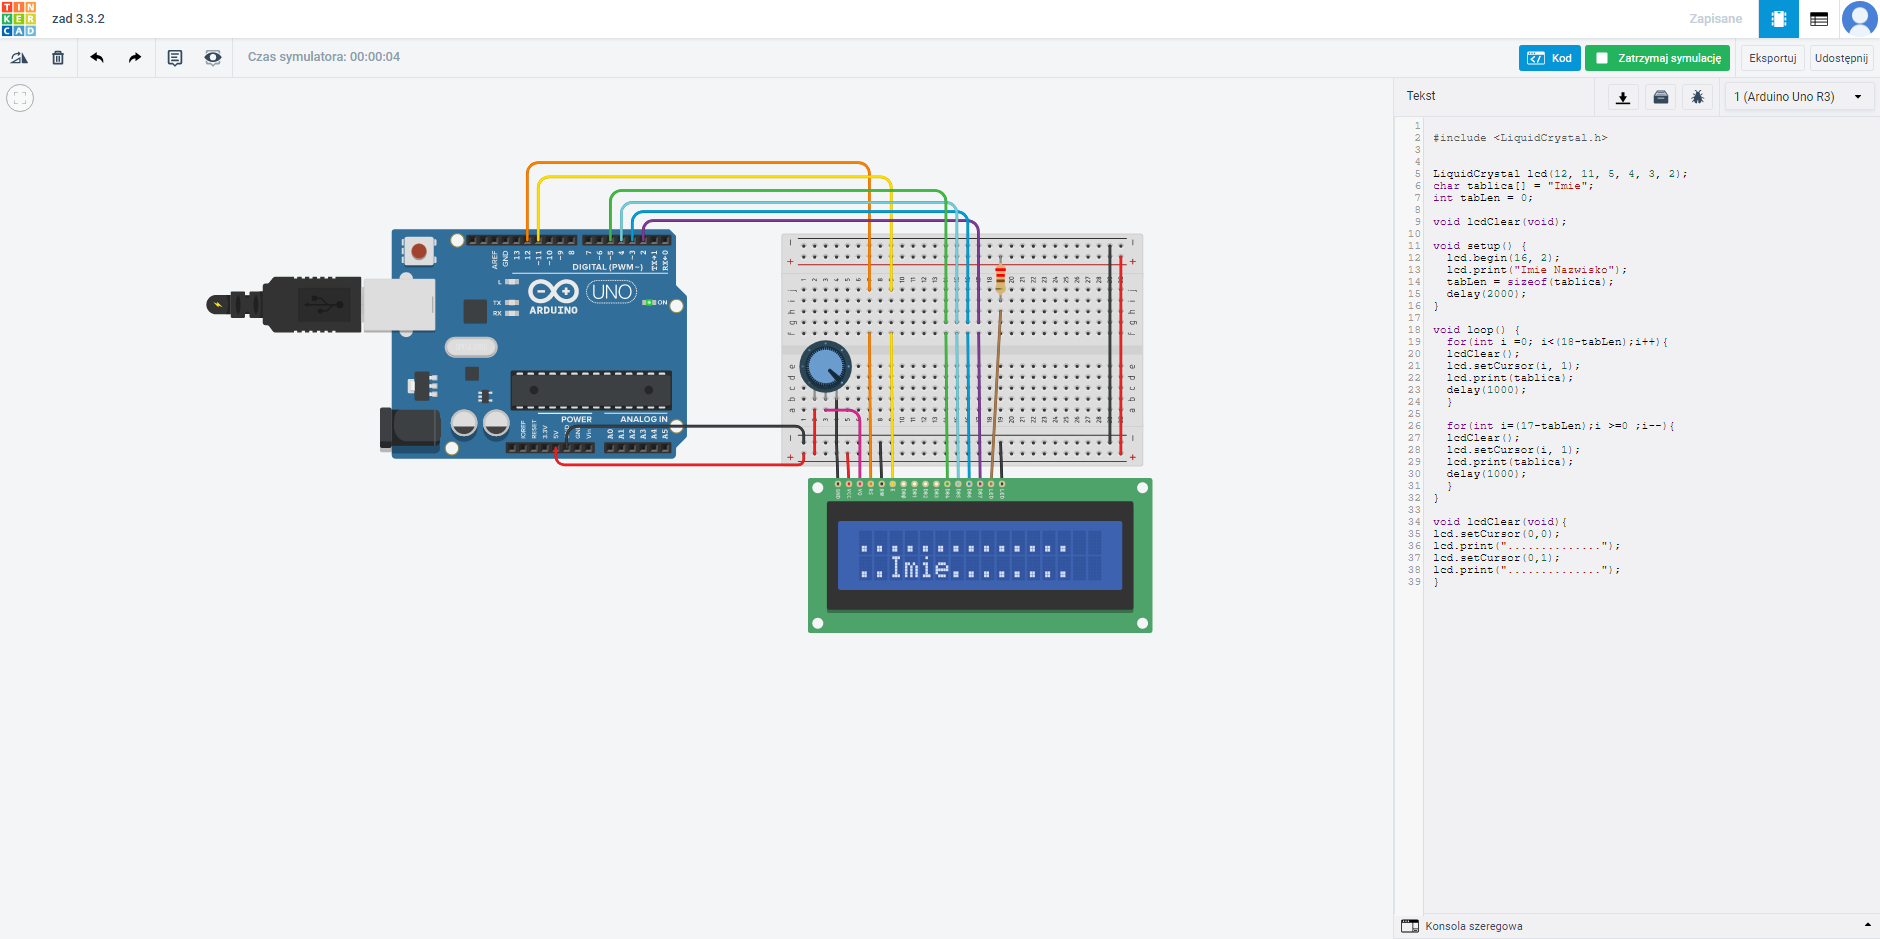 TIN
KER
CAD
zad 3.3.2
Zapisane
Czas symulatora: 00:00:04
Kod
Zatrzymaj symulację
Eksportuj
Udostępnij
Tekst
1 (Arduino Uno R3)
1
2 #include <LiquidCrystal.h>
3
4
5 LiquidCrystal lcd(12, 11, 5, 4, 3, 2);
6 char tablica[] = "Imie";
7 int tabLen = 0;
8
9 void lcdClear(void);
10
11 void setup() {
12 lcd.begin(16, 2);
13 lcd.print("Imie Nazwisko");
14 tabLen = sizeof(tablica);
15 delay(2000);
16 }
17
18 void loop() {
19 for(int i =0; i<(18-tabLen);i++){
20 lcdClear();
21 lcd.setCursor(i, 1);
22 lcd.print(tablica);
23 delay(1000);
24 }
25
26 for(int i=(17-tabLen);i >=0 ;i--){
27 lcdClear();
28 lcd.setCursor(i, 1);
29 lcd.print(tablica);
30 delay(1000);
31 }
32 }
33
34 void lcdClear(void){
35 lcd.setCursor(0,0);
36 lcd.print("..............");
37 lcd.setCursor(0,1);
38 lcd.print("..............");
39 }
Konsola szeregowa
AREF
GND
13
12
~11
~10
~9
8
7
~6
~5
4
~3
2
TX→1
RX←0
DIGITAL (PWM~)
L
TX
RX
UNO
ARDUINO
ON
POWER
ANALOG IN
IOREF
RESET
3.3V
5V
GND
Vin
A0
A1
A2
A3
A4
A5
..............
..Imie........